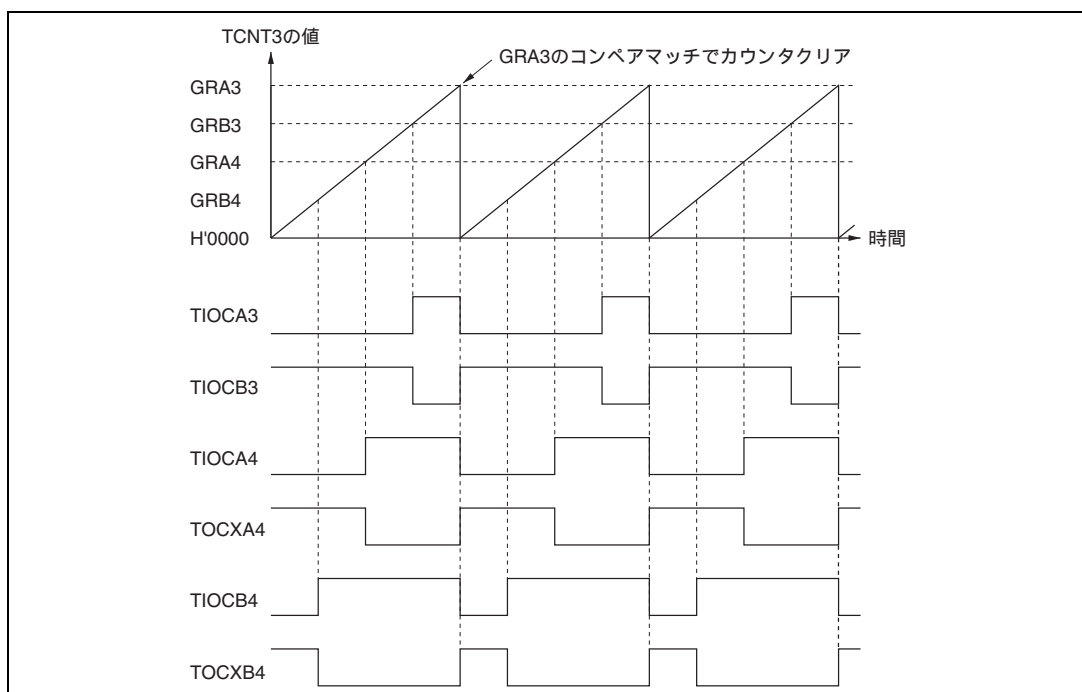 TCNT3の値
GRA3のコンペアマッチでカウンタクリア
GRA3
GRB3
GRA4
GRB4
H'0000
時間
TIOCA3
TIOCB3
TIOCA4
TOCXA4
TIOCB4
TOCXB4